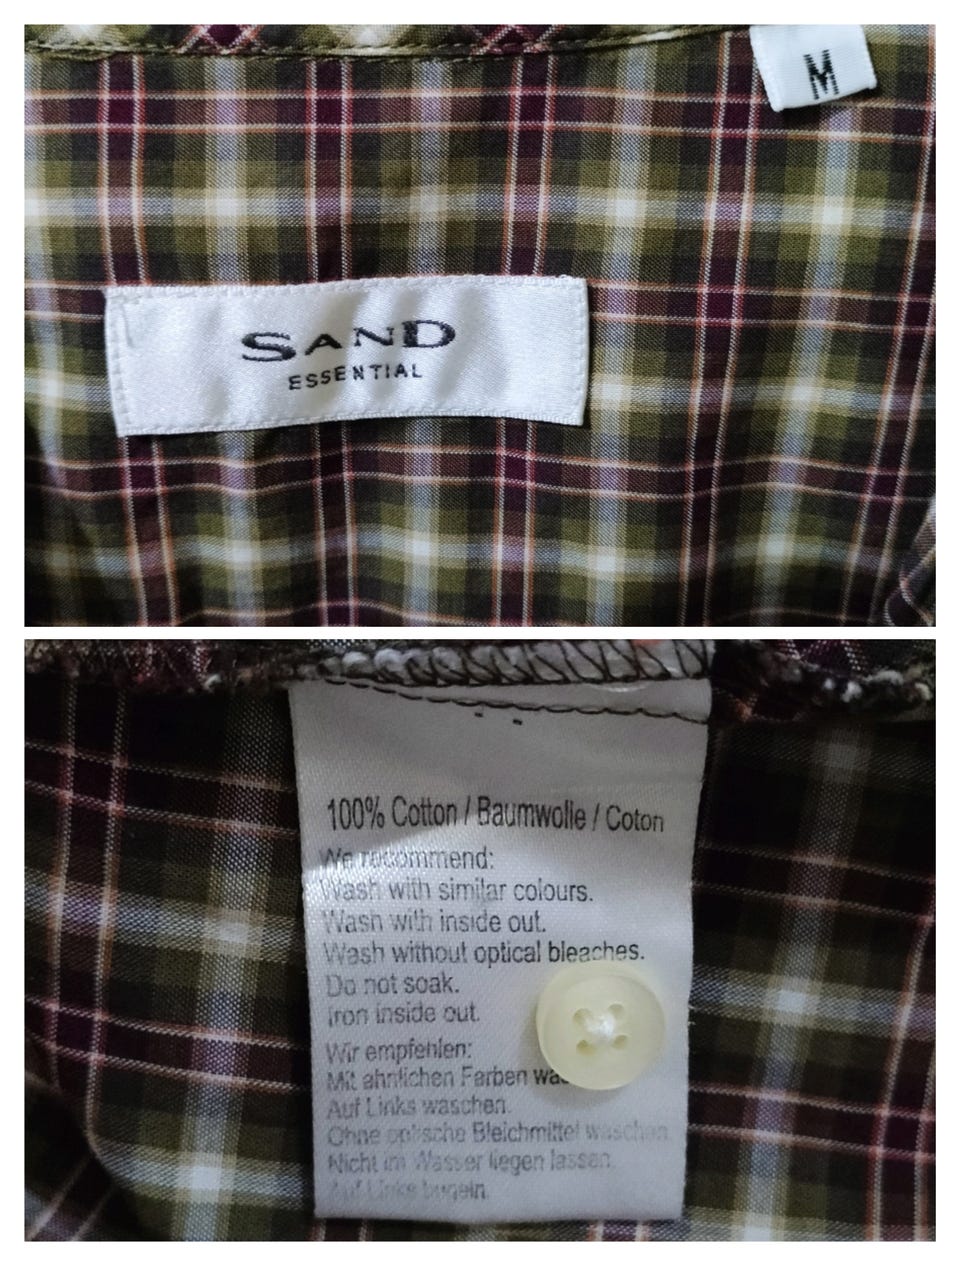 M
SAND
ESSENTIAL
100% Cotton / Baumwolle / Coton
We recommend:
Wash with similar colours.
Wash with inside out.
Wash without optical bleaches.
Do not soak.
Iron inside out.
Wir empfehlen:
Mit ähnlichen Farben
Auf Links waschen.
Ohne optische Bleichmittel waschen.
Nicht im Wasser liegen lassen.
Auf Links bügeln.